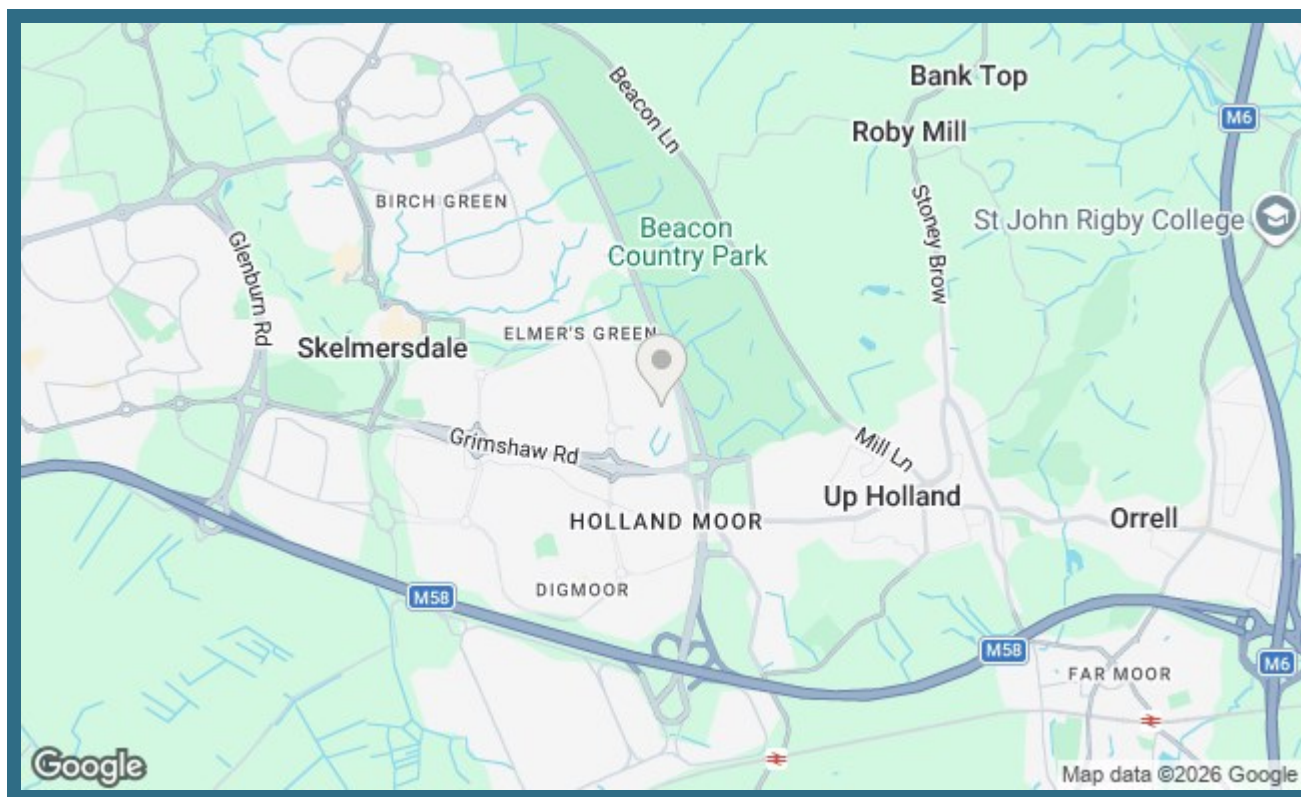 Bank Top
Beacon Ln
M6
Roby Mill
BIRCH GREEN
Stoney Brow
St John Rigby College
Beacon
Country Park
Glenburn Rd
ELMER'S GREEN
Skelmersdale
Grimshaw Rd
Mill Ln
Up Holland
HOLLAND MOOR
Orrell
DIGMOOR
M58
M58
M6
FAR MOOR
Google
Map data ©2026 Google